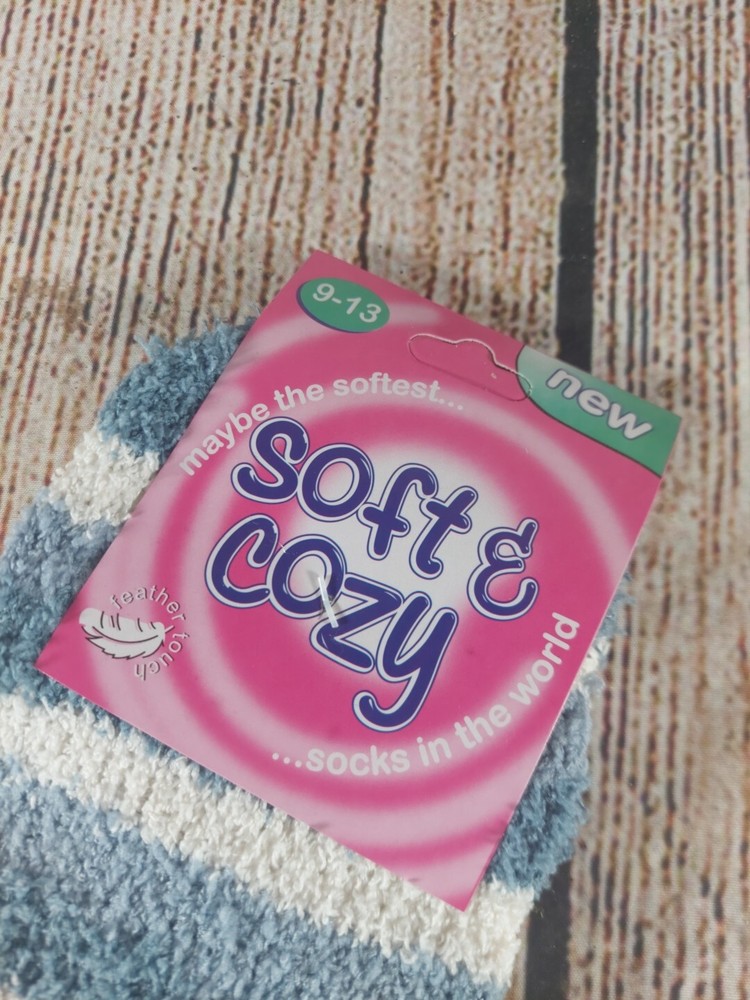 9-13
new
maybe the softest...
soft &
cozy
feather touch
...socks in the world